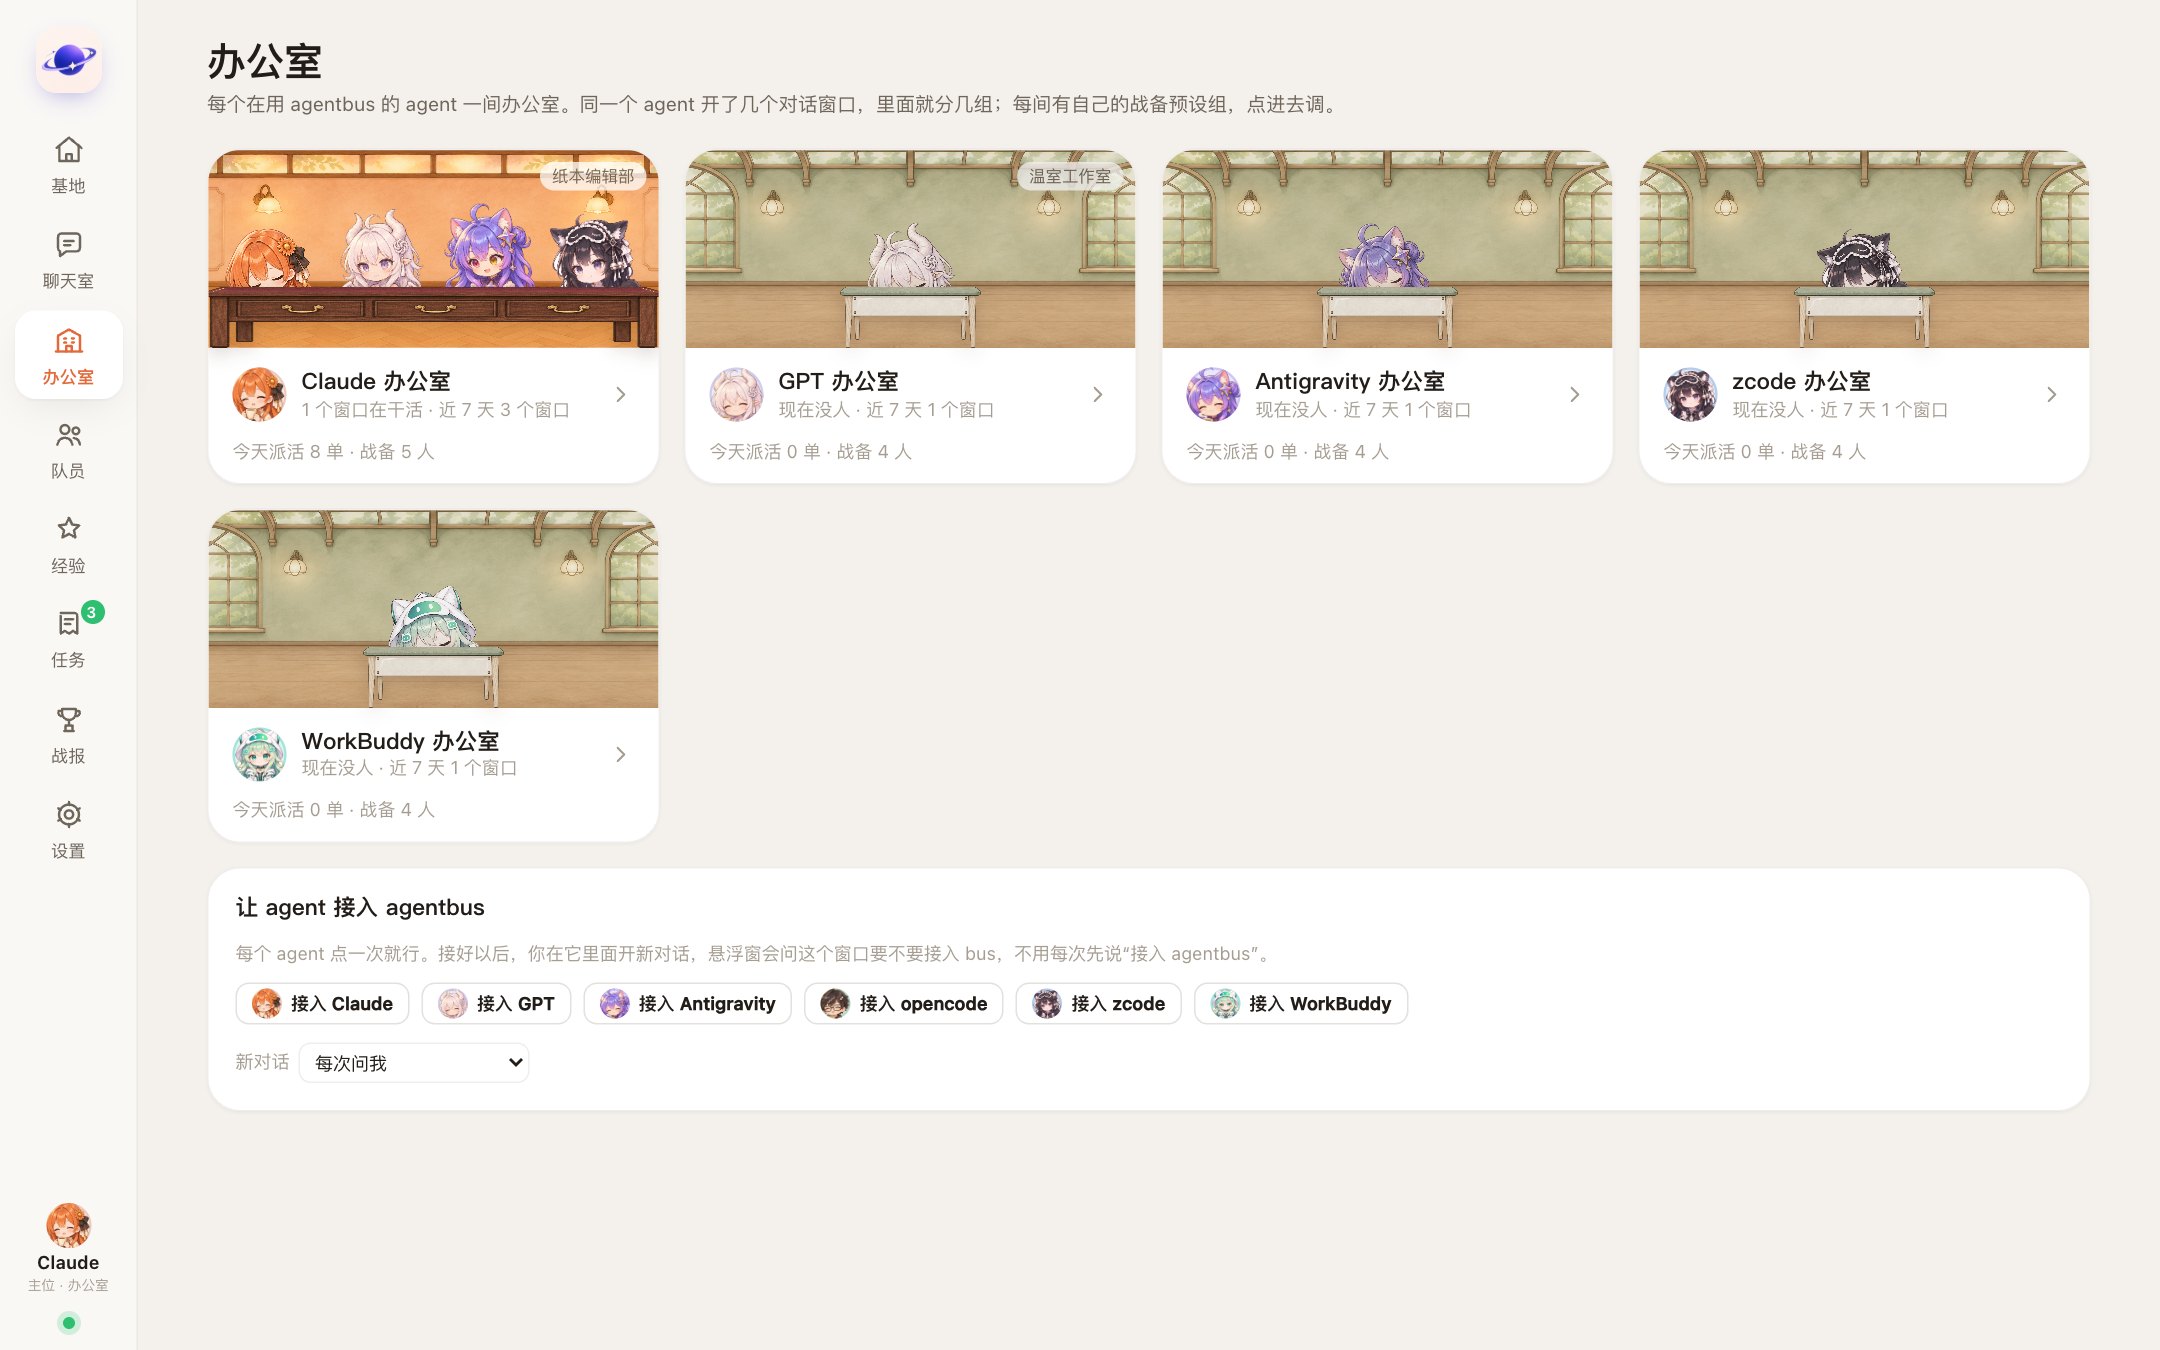 办公室
每个在用 agentbus 的 agent 一间办公室。同一个 agent 开了几个对话窗口，里面就分几组；每间有自己的战备预设组，点进去调。
基地
聊天室
办公室
队员
经验
3
任务
战报
设置
Claude
主位 · 办公室
纸本编辑部
Claude 办公室
1 个窗口在干活 · 近 7 天 3 个窗口
今天派活 8 单 · 战备 5 人
温室工作室
GPT 办公室
现在没人 · 近 7 天 1 个窗口
今天派活 0 单 · 战备 4 人
Antigravity 办公室
现在没人 · 近 7 天 1 个窗口
今天派活 0 单 · 战备 4 人
zcode 办公室
现在没人 · 近 7 天 1 个窗口
今天派活 0 单 · 战备 4 人
WorkBuddy 办公室
现在没人 · 近 7 天 1 个窗口
今天派活 0 单 · 战备 4 人
让 agent 接入 agentbus
每个 agent 点一次就行。接好以后，你在它里面开新对话，悬浮窗会问这个窗口要不要接入 bus，不用每次先说“接入 agentbus”。
接入 Claude
接入 GPT
接入 Antigravity
接入 opencode
接入 zcode
接入 WorkBuddy
新对话
每次问我